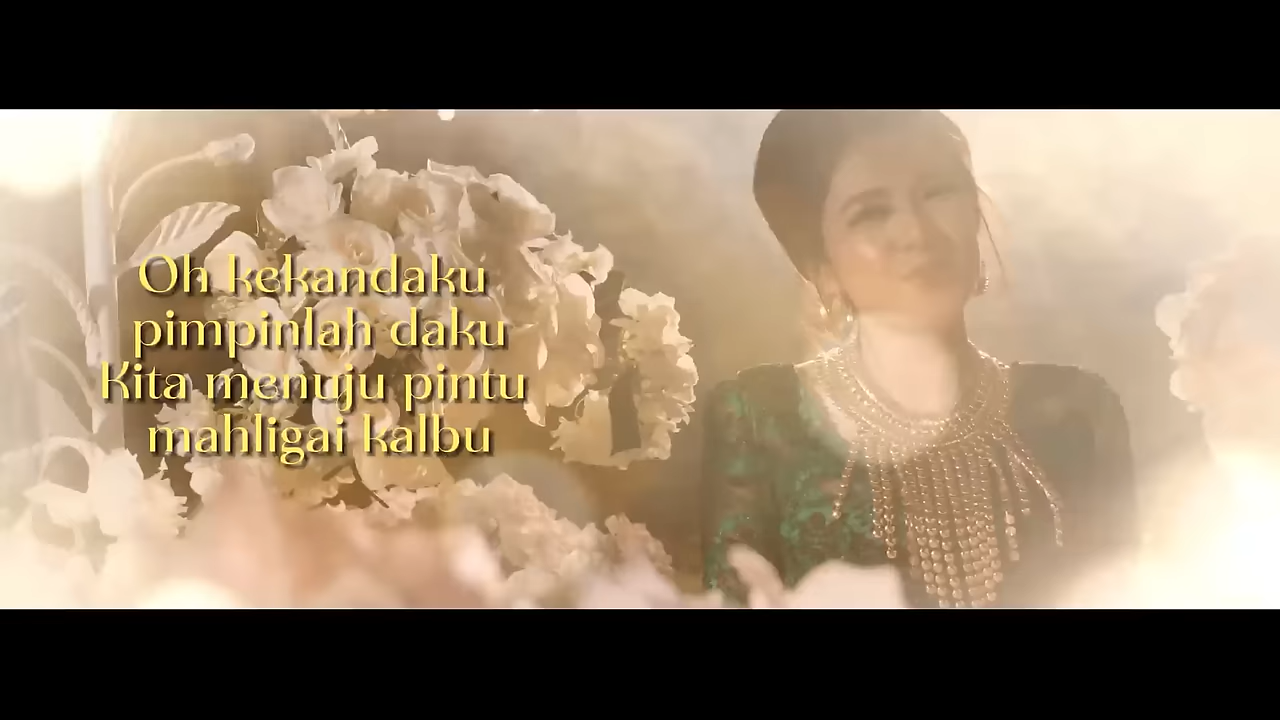 Oh kekandaku
pimpinlah daku
Kita menuju pintu
mahligai kalbu